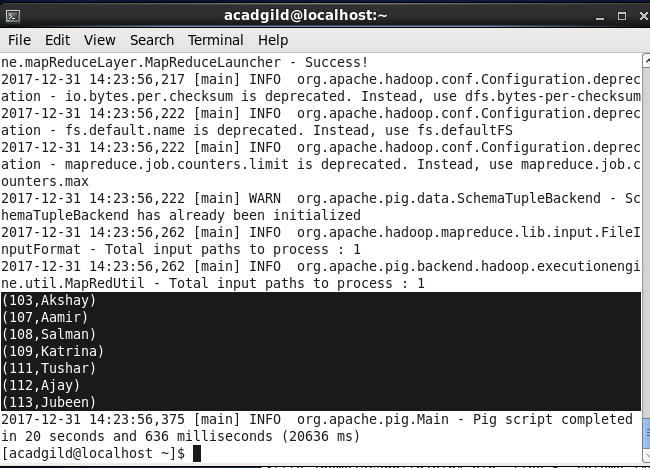 acadgild@localhost:~
File Edit View Search Terminal Help
ne.mapReduceLayer.MapReduceLauncher - Success!
2017-12-31 14:23:56,217 [main] INFO  org.apache.hadoop.conf.Configuration.deprec
ation - io.bytes.per.checksum is deprecated. Instead, use dfs.bytes-per-checksum
2017-12-31 14:23:56,222 [main] INFO  org.apache.hadoop.conf.Configuration.deprec
ation - fs.default.name is deprecated. Instead, use fs.defaultFS
2017-12-31 14:23:56,222 [main] INFO  org.apache.hadoop.conf.Configuration.deprec
ation - mapreduce.job.counters.limit is deprecated. Instead, use mapreduce.job.c
ounters.max
2017-12-31 14:23:56,222 [main] WARN  org.apache.pig.data.SchemaTupleBackend - Sc
hemaTupleBackend has already been initialized
2017-12-31 14:23:56,262 [main] INFO  org.apache.hadoop.mapreduce.lib.input.FileI
nputFormat - Total input paths to process : 1
2017-12-31 14:23:56,262 [main] INFO  org.apache.pig.backend.hadoop.executionengi
ne.util.MapRedUtil - Total input paths to process : 1
(103,Akshay)
(107,Aamir)
(108,Salman)
(109,Katrina)
(111,Tushar)
(112,Ajay)
(113,Jubeen)
2017-12-31 14:23:56,375 [main] INFO  org.apache.pig.Main - Pig script completed
in 20 seconds and 636 milliseconds (20636 ms)
[acadgild@localhost ~]$